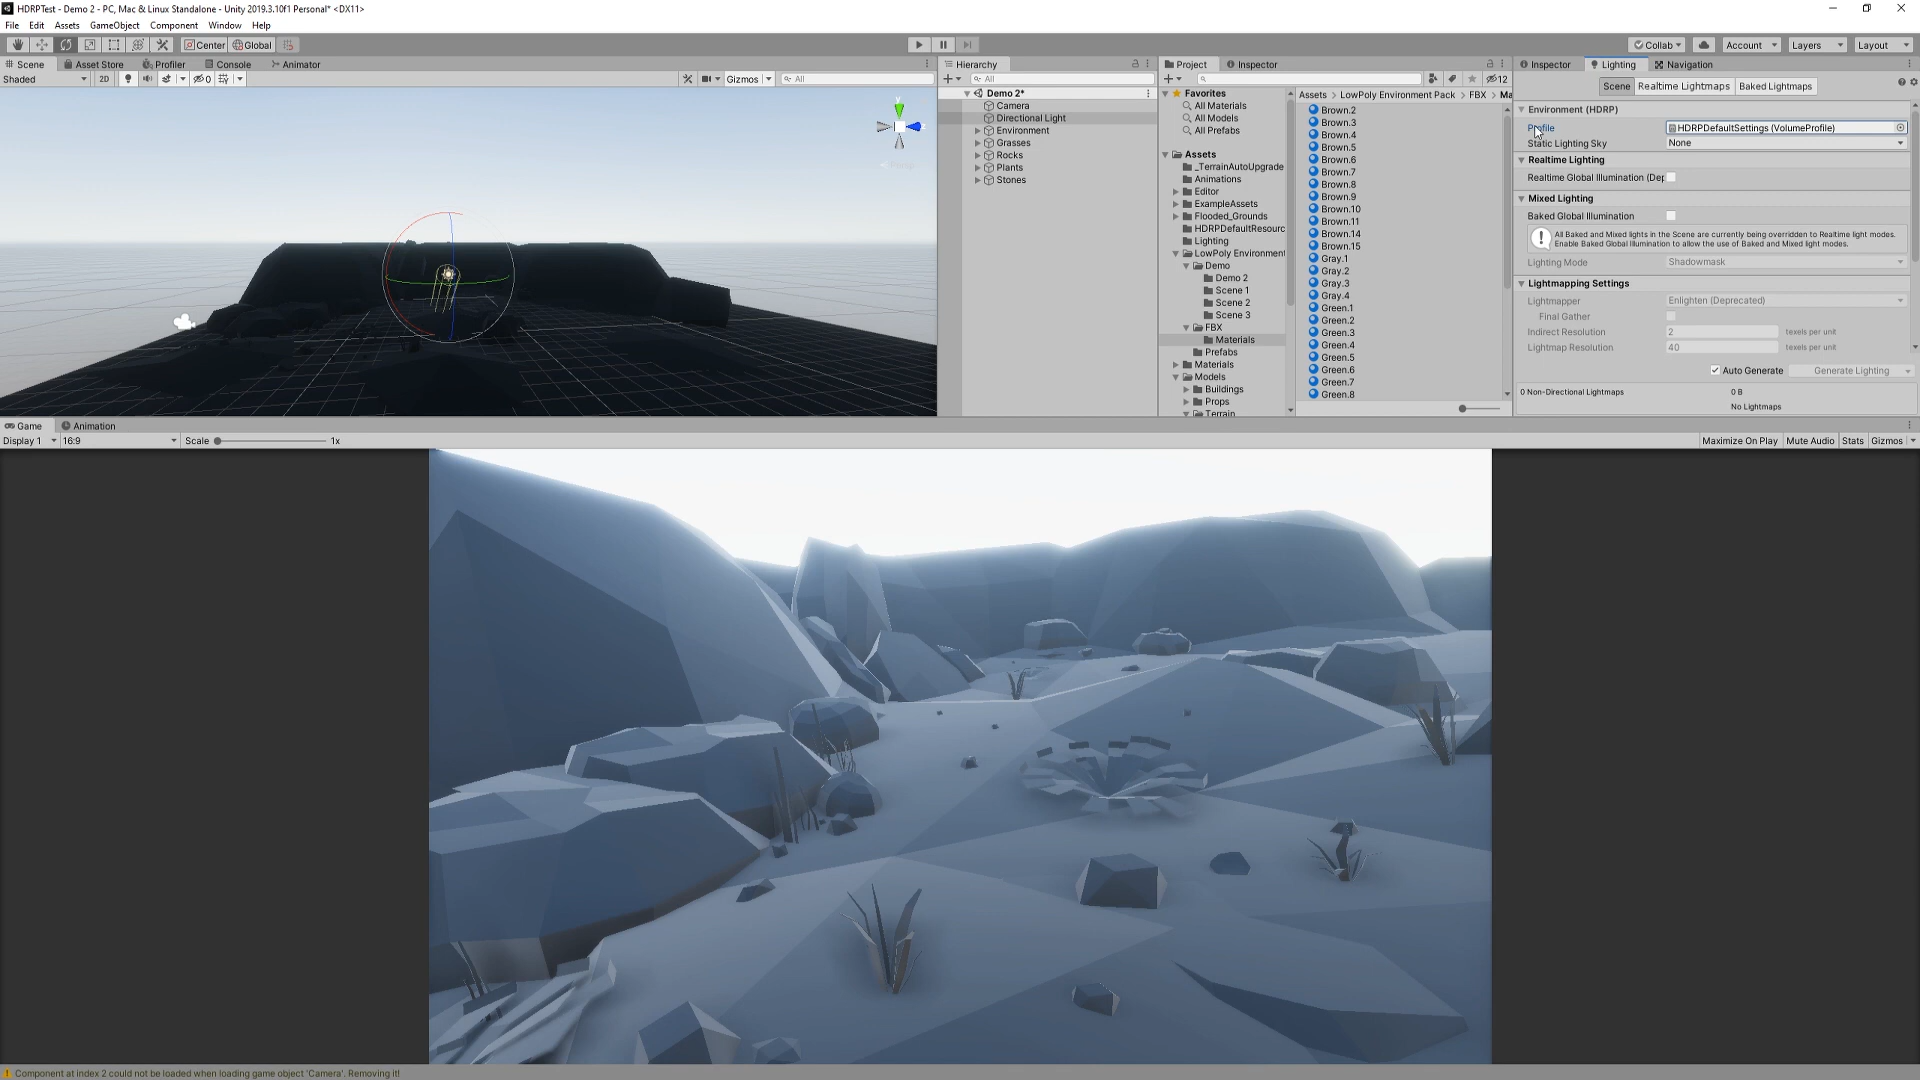 HDRPTest - Demo 2 - PC, Mac & Linux Standalone - Unity 2019.3.10f1 Personal* <DX11>
File Edit Assets GameObject Component Window Help
Center Global Collab Account Layers Layout
Scene Asset Store Profiler Console Animator
Shaded 2D 0 Gizmos All
Hierarchy
All
Demo 2*
Camera
Directional Light
Environment
Grasses
Rocks
Plants
Stones
Project Inspector
12
Favorites
All Materials
All Models
All Prefabs
Assets
_TerrainAutoUpgrade
Animations
Editor
ExampleAssets
Flooded_Grounds
HDRPDefaultResourc
Lighting
LowPoly Environment
Demo
Demo 2
Scene 1
Scene 2
Scene 3
FBX
Materials
Prefabs
Materials
Models
Buildings
Props
Terrain
Assets > LowPoly Environment Pack > FBX > Ma
Brown.2
Brown.3
Brown.4
Brown.5
Brown.6
Brown.7
Brown.8
Brown.9
Brown.10
Brown.11
Brown.14
Brown.15
Gray.1
Gray.2
Gray.3
Gray.4
Green.1
Green.2
Green.3
Green.4
Green.5
Green.6
Green.7
Green.8
Inspector Lighting Navigation
Scene Realtime Lightmaps Baked Lightmaps
Environment (HDRP)
Profile HDRPDefaultSettings (VolumeProfile)
Static Lighting Sky None
Realtime Lighting
Realtime Global Illumination (Dep
Mixed Lighting
Baked Global Illumination
All Baked and Mixed lights in the Scene are currently being overridden to Realtime light modes.
Enable Baked Global Illumination to allow the use of Baked and Mixed light modes.
Lighting Mode Shadowmask
Lightmapping Settings
Lightmapper Enlighten (Deprecated)
Final Gather
Indirect Resolution 2 texels per unit
Lightmap Resolution 40 texels per unit
Auto Generate Generate Lighting
0 Non-Directional Lightmaps 0 B
No Lightmaps
Game Animation
Display 1 16:9 Scale 1x Maximize On Play Mute Audio Stats Gizmos
Component at index 2 could not be loaded when loading game object 'Camera'. Removing it!